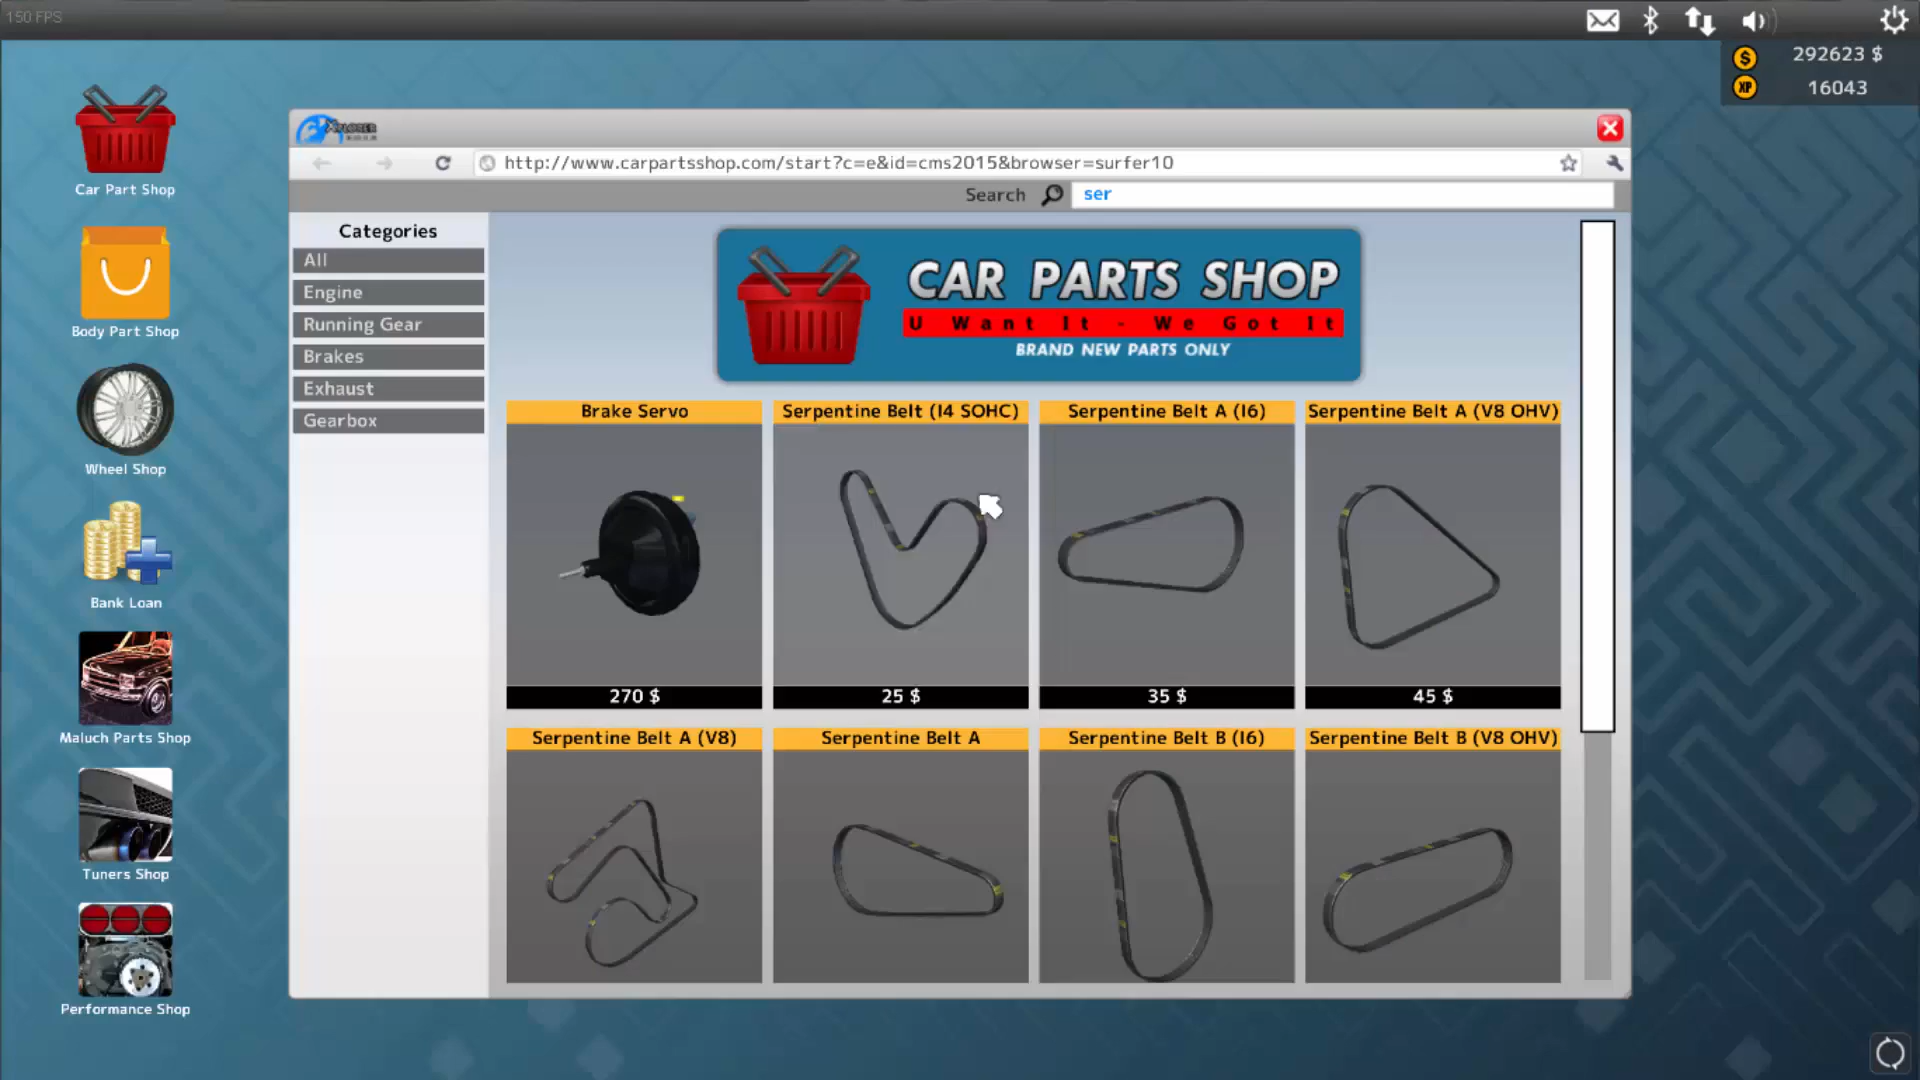 150 FPS
292623 $
XP 16043
Car Part Shop
Body Part Shop
Wheel Shop
Bank Loan
Maluch Parts Shop
Tuners Shop
Performance Shop
http://www.carpartsshop.com/start?c=e&id=cms2015&browser=surfer10
Search ser
Categories
All
Engine
Running Gear
Brakes
Exhaust
Gearbox
CAR PARTS SHOP
U Want It - We Got It
BRAND NEW PARTS ONLY
Brake Servo
270 $
Serpentine Belt (I4 SOHC)
25 $
Serpentine Belt A (I6)
35 $
Serpentine Belt A (V8 OHV)
45 $
Serpentine Belt A (V8)
Serpentine Belt A
Serpentine Belt B (I6)
Serpentine Belt B (V8 OHV)